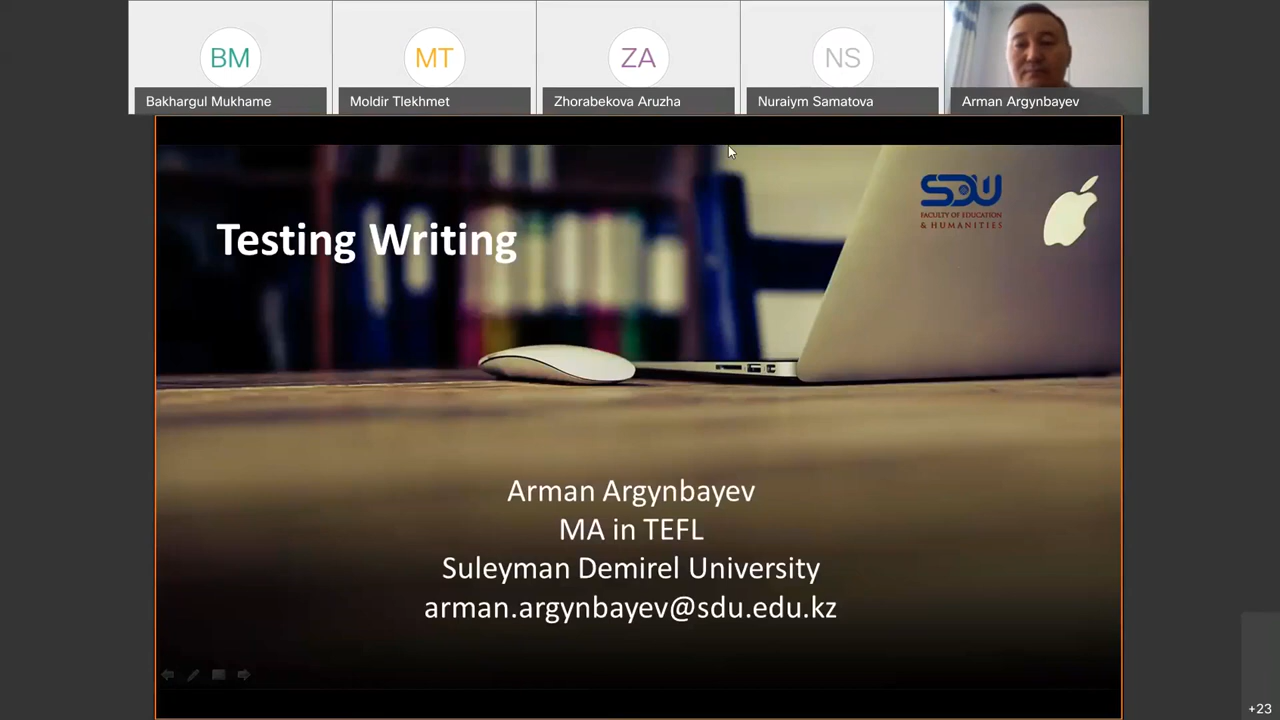 BM
MT
ZA
NS
Bakhargul Mukhame
Moldir Tlekhmet
Zhorabekova Aruzha
Nuraiym Samatova
Arman Argynbayev
SDU
FACULTY OF EDUCATION
& HUMANITIES
Testing Writing
Arman Argynbayev
MA in TEFL
Suleyman Demirel University
arman.argynbayev@sdu.edu.kz
+23